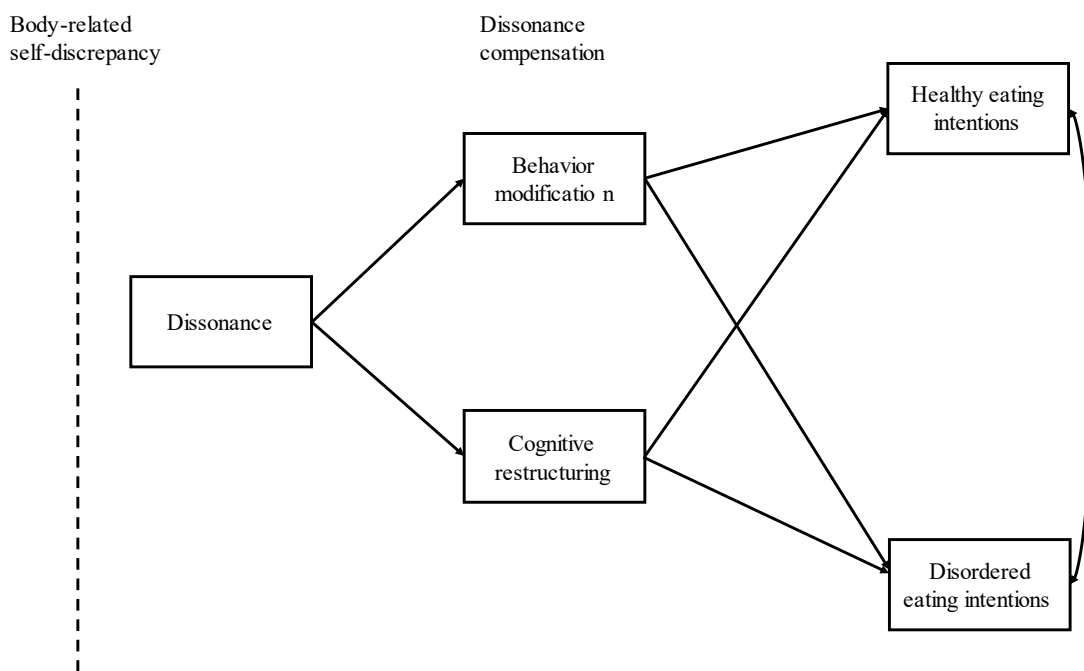 Body-related
self-discrepancy
Dissonance
compensation
Healthy eating
intentions
Behavior
modificatio n
Dissonance
Cognitive
restructuring
Disordered
eating intentions